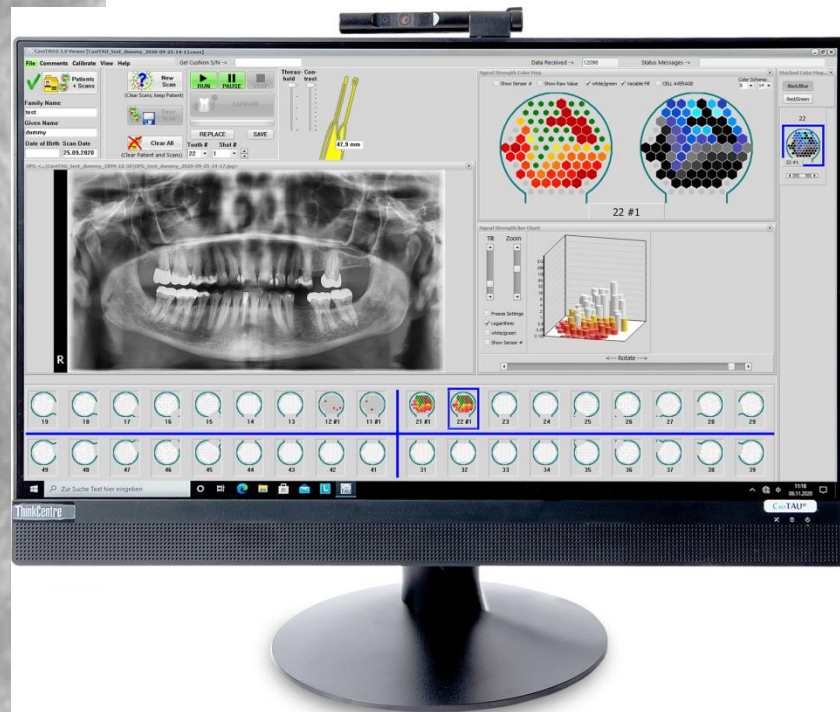 CaviTAU® 1.0 Viewer [CaviTAU_test_dummy_2020-09-25-14-13.cavx]
File Comments Calibrate View Help
Gel Cushion S/N ->
Data Received -> 12096
Status Messages ->
Patients + Scans
New Scan
(Clear Scans, keep Patient)
RUN PAUSE STOP
Thres-hold Con-trast
Family Name
test
Save Scan
CAPTURE
Given Name
dummy
Clear All
REPLACE SAVE
Date of Birth Scan Date
25.09.2020
(Clear Patient and Scans)
Tooth # Shot #
22 1
47,9 mm
Signal Strength Color Map
Show Sensor # Show Raw Value white/green Variable Fill CELL AVERAGE
Color Scheme:
22 #1
Stacked Color Map
Black/Blue
Red/Green
22
22 #1
R
Signal Strength Bar Chart
Tilt Zoom
Freeze Settings
Logarithmic
white/green
Show Sensor #
<--- Rotate --->
19 18 17 16 15 14 13 12 #1 11 #1 21 #1 22 #1 23 24 25 26 27 28 29
49 48 47 46 45 44 43 42 41 31 32 33 34 35 36 37 38 39
Zur Suche Text hier eingeben
11:18
06.11.2020
ThinkCentre
CaviTAU®